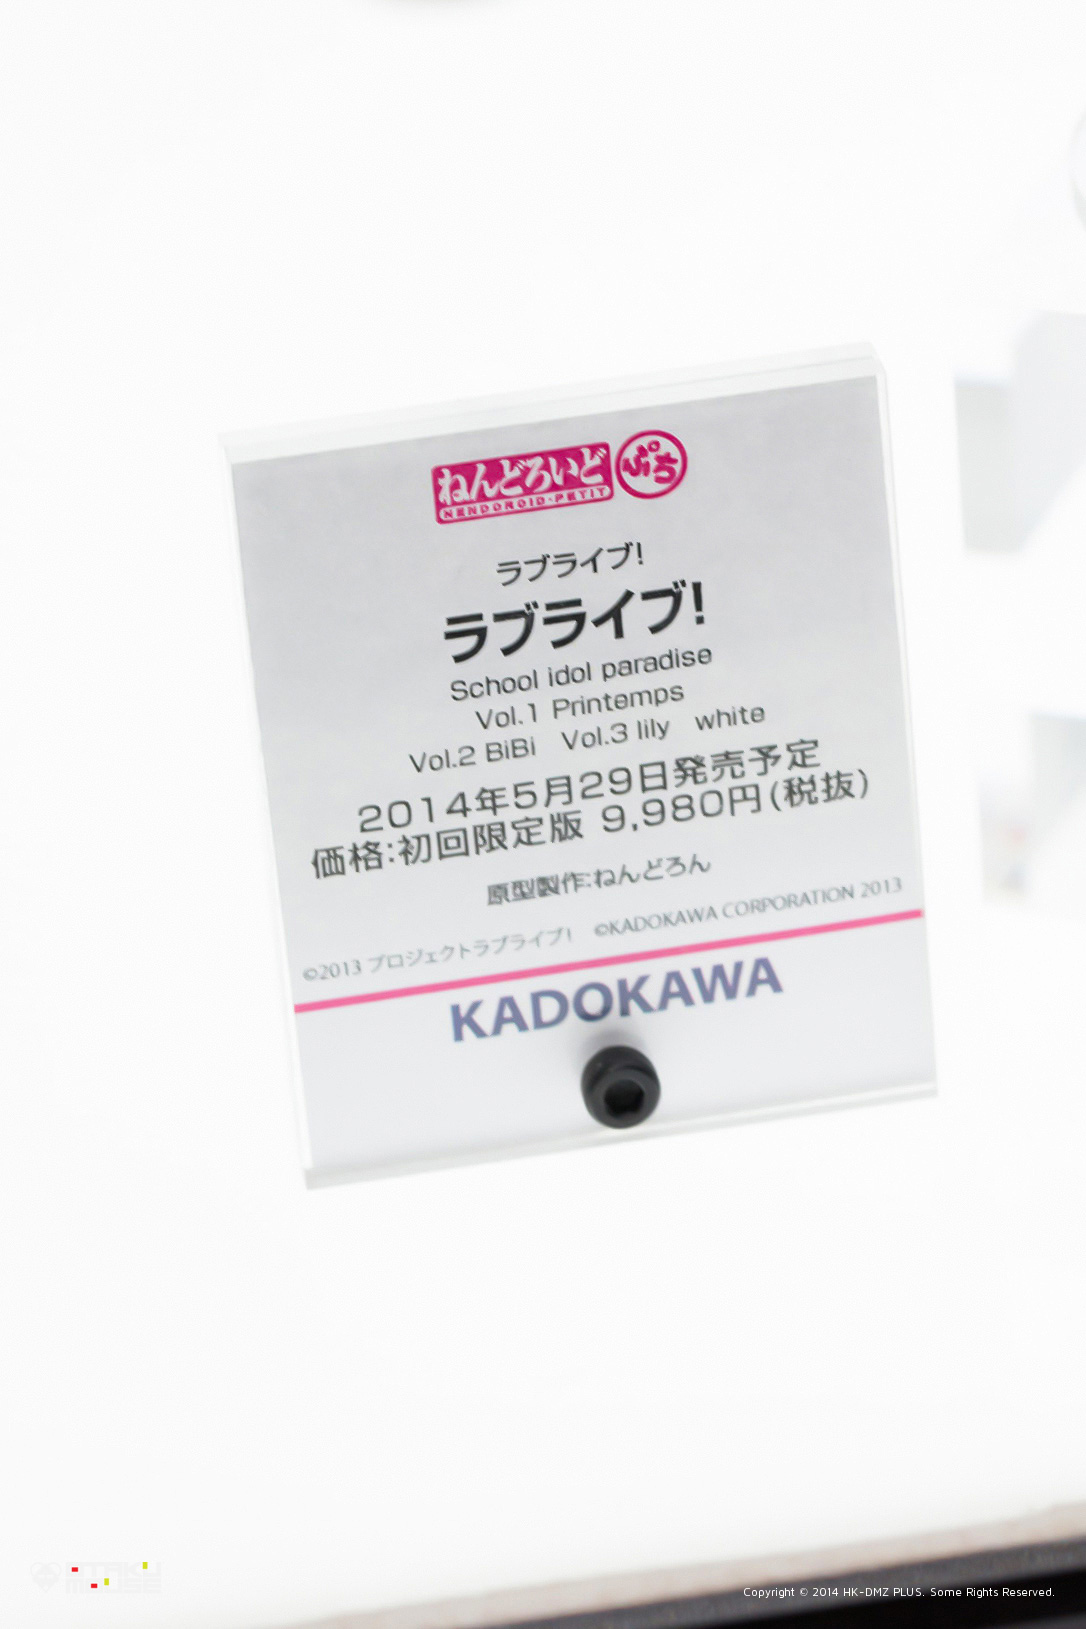 ねんどろいど ぷち
NENDOROID・PETIT
ラブライブ!
ラブライブ!
School idol paradise
Vol.1 Printemps
Vol.2 BiBi Vol.3 lily white
2014年5月29日発売予定
価格:初回限定版 9,980円(税抜)
原型製作:ねんどろん
©2013 プロジェクトラブライブ! ©KADOKAWA CORPORATION 2013
KADOKAWA
Copyright © 2014 HK-DMZ PLUS. Some Rights Reserved.